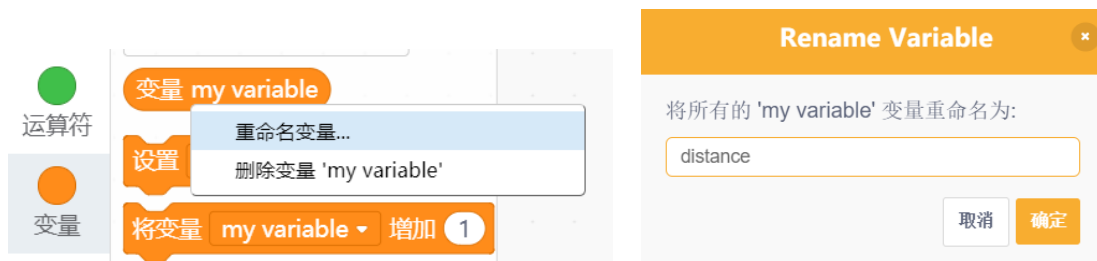 运算符
变量
变量 my variable
重命名变量...
删除变量 'my variable'
设置
将变量 my variable 增加 1
Rename Variable
将所有的 'my variable' 变量重命名为:
distance
取消
确定